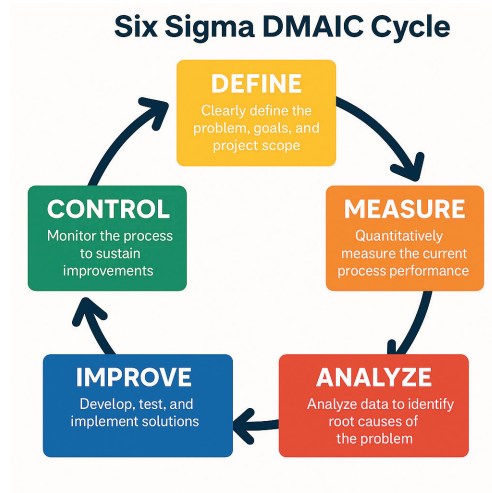 Six Sigma DMAIC Cycle
DEFINE
Clearly define the
problem, goals, and
project scope
MEASURE
Quantitatively
measure the current
process performance
ANALYZE
Analyze data to identify
root causes of
the problem
IMPROVE
Develop, test, and
implement solutions
CONTROL
Monitor the process
to sustain
improvements